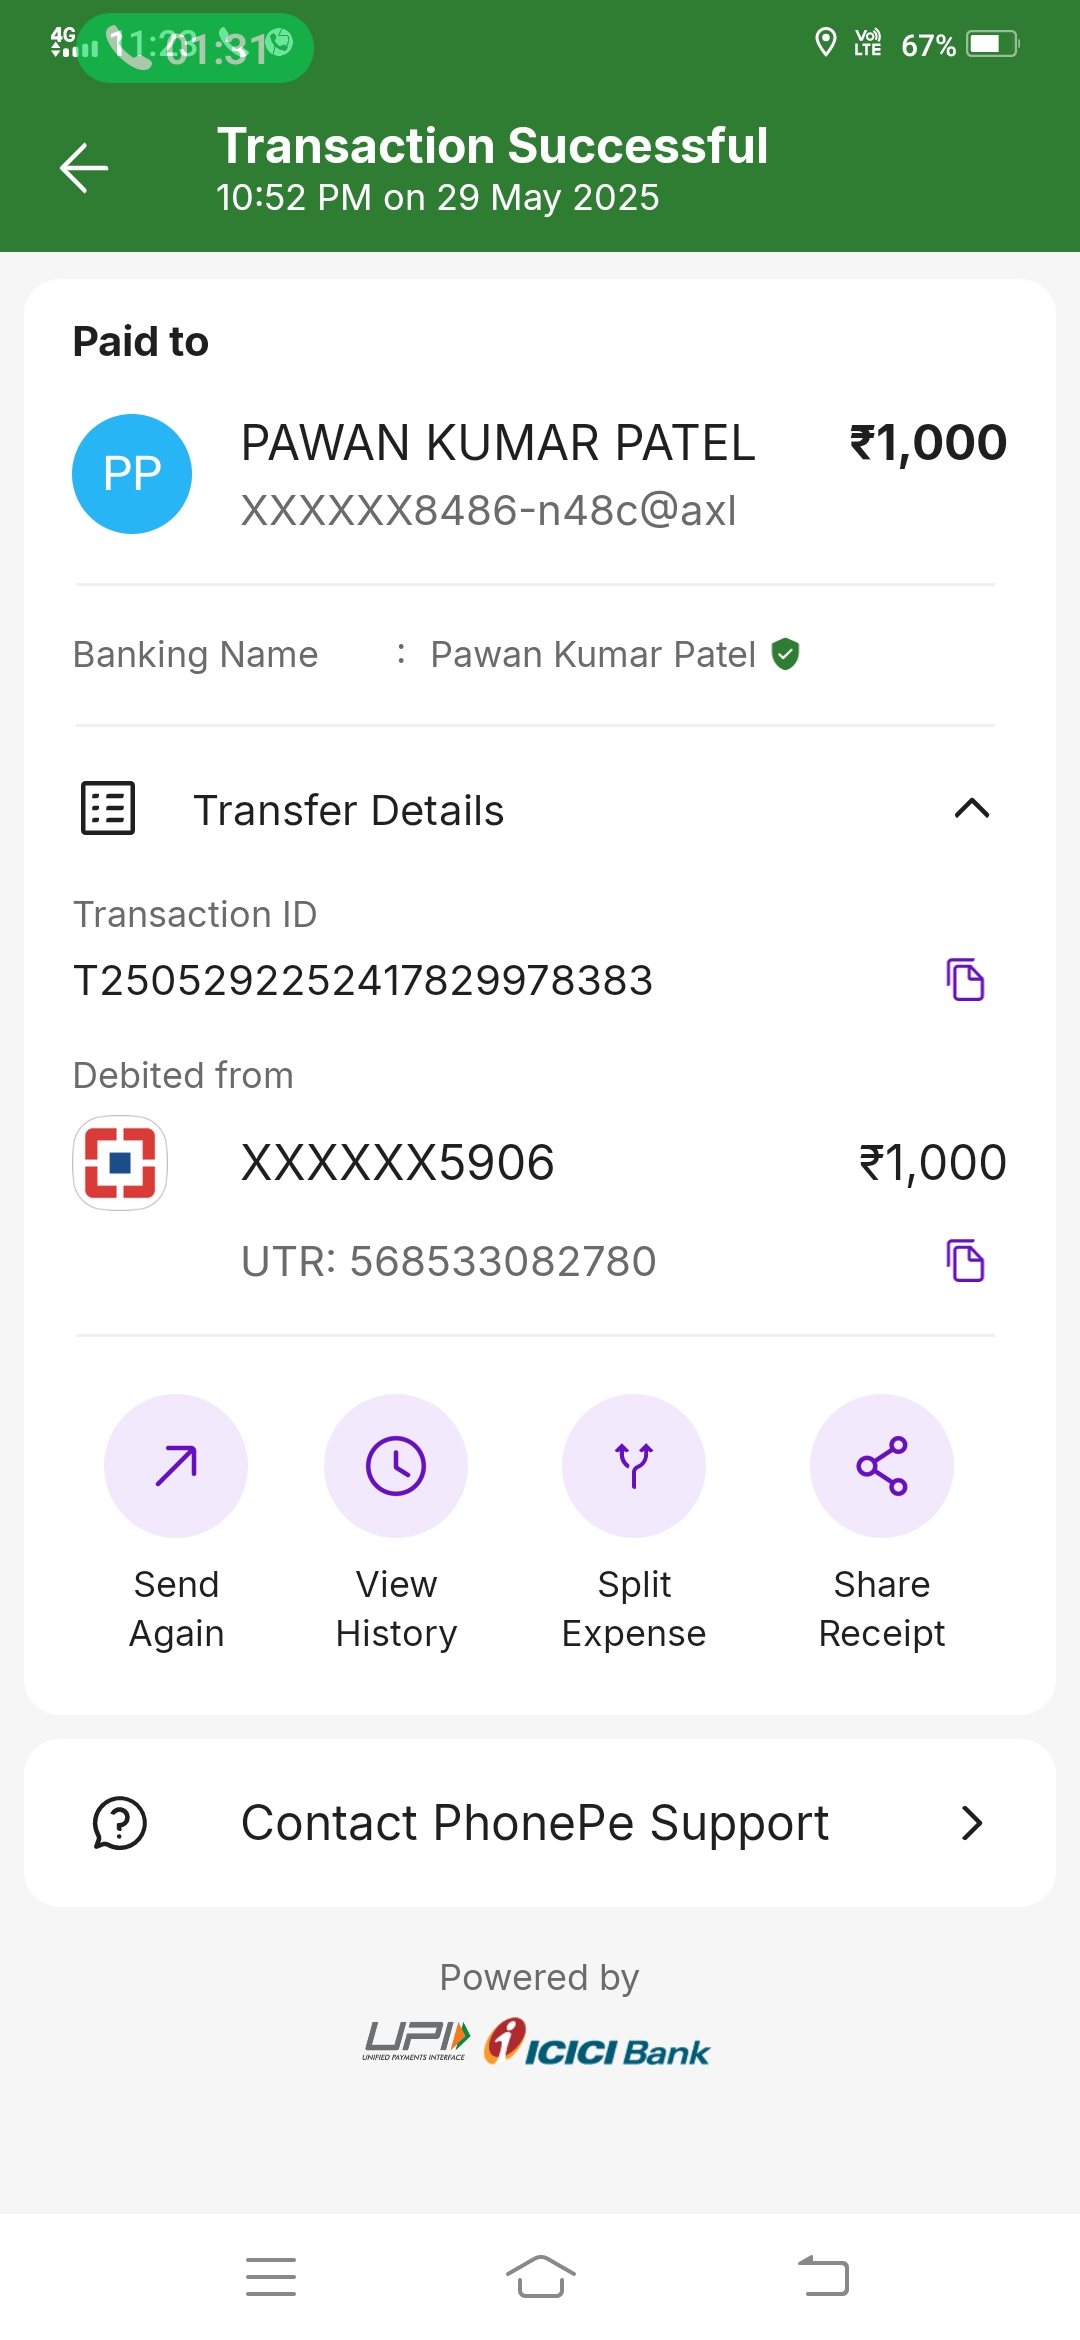 4G 11:23 01:31 67%
Vo)) LTE
Transaction Successful
10:52 PM on 29 May 2025
Paid to
PP PAWAN KUMAR PATEL ₹1,000
XXXXXX8486-n48c@axl
Banking Name : Pawan Kumar Patel
Transfer Details
Transaction ID
T2505292252417829978383
Debited from
XXXXXX5906 ₹1,000
UTR: 568533082780
Send Again
View History
Split Expense
Share Receipt
Contact PhonePe Support
Powered by
UPI ICICI Bank
UNIFIED PAYMENTS INTERFACE